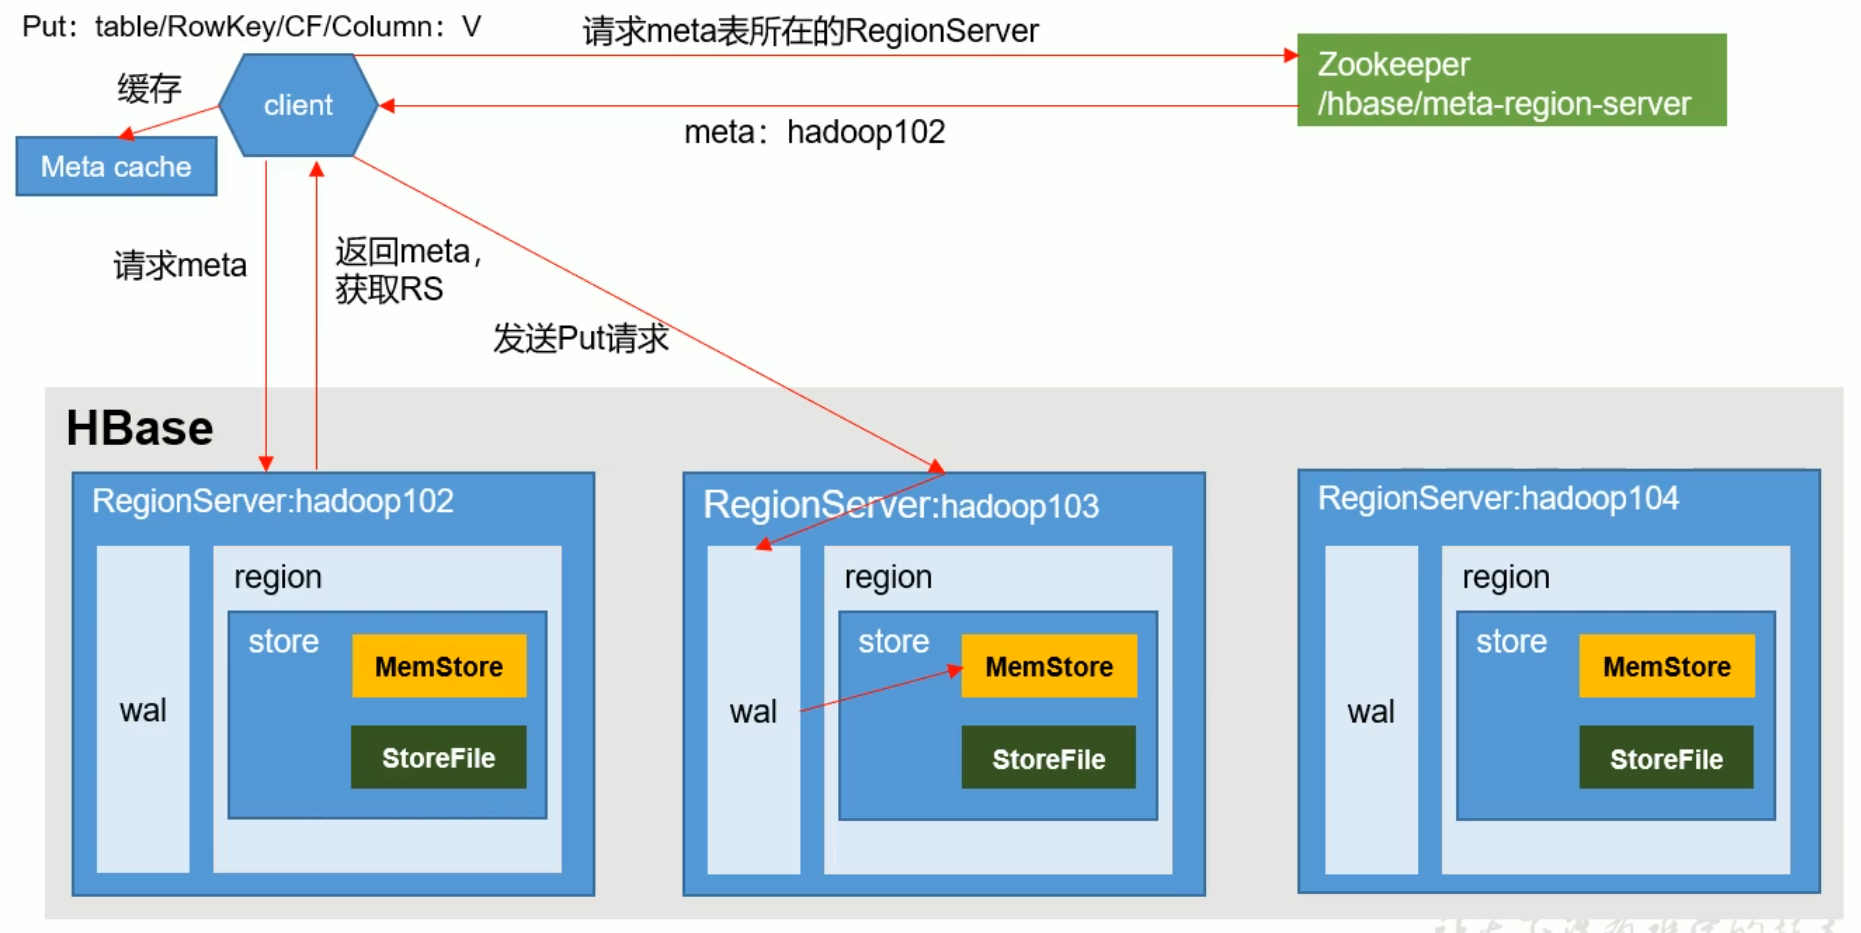 Put：table/RowKey/CF/Column：V
请求meta表所在的RegionServer
Zookeeper
/hbase/meta-region-server
缓存
client
meta：hadoop102
Meta cache
请求meta
返回meta，
获取RS
发送Put请求
HBase
RegionServer:hadoop102
wal
region
store
MemStore
StoreFile
RegionServer:hadoop103
wal
region
store
MemStore
StoreFile
RegionServer:hadoop104
wal
region
store
MemStore
StoreFile